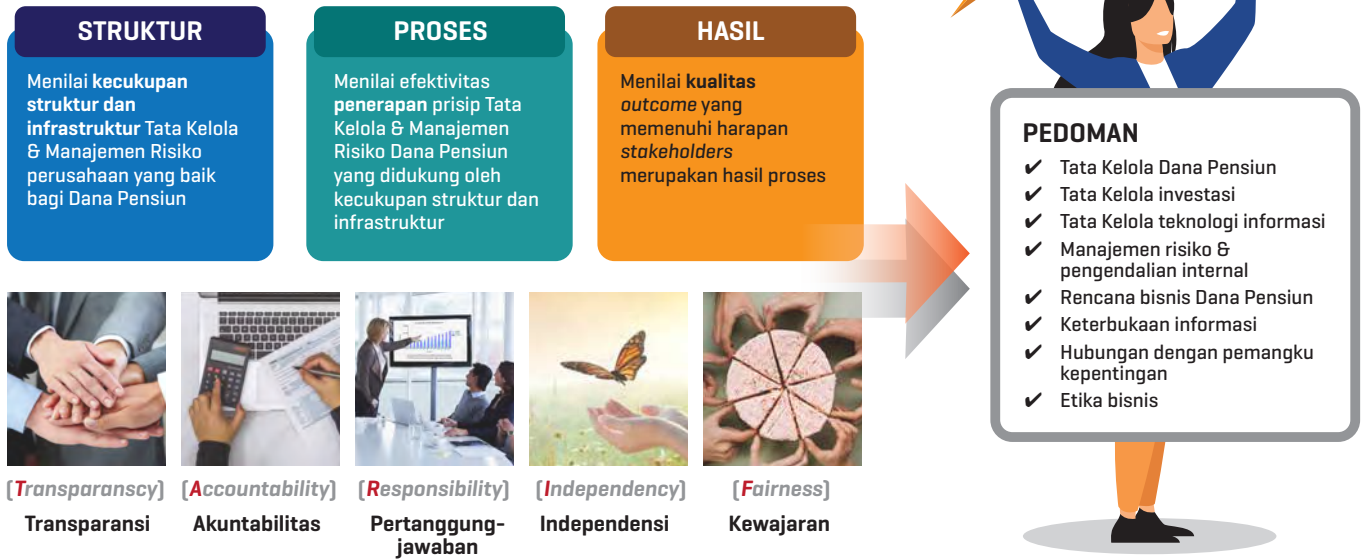 STRUKTUR
Menilai kecukupan
struktur dan
infrastruktur Tata Kelola
& Manajemen Risiko
perusahaan yang baik
bagi Dana Pensiun
PROSES
Menilai efektivitas
penerapan prisip Tata
Kelola & Manajemen
Risiko Dana Pensiun
yang didukung oleh
kecukupan struktur dan
infrastruktur
HASIL
Menilai kualitas
outcome yang
memenuhi harapan
stakeholders
merupakan hasil proses
PEDOMAN
✔ Tata Kelola Dana Pensiun
✔ Tata Kelola investasi
✔ Tata Kelola teknologi informasi
✔ Manajemen risiko &
pengendalian internal
✔ Rencana bisnis Dana Pensiun
✔ Keterbukaan informasi
✔ Hubungan dengan pemangku
kepentingan
✔ Etika bisnis
(Transparanscy)
Transparansi
(Accountability)
Akuntabilitas
(Responsibility)
Pertanggung-
jawaban
(Independency)
Independensi
(Fairness)
Kewajaran